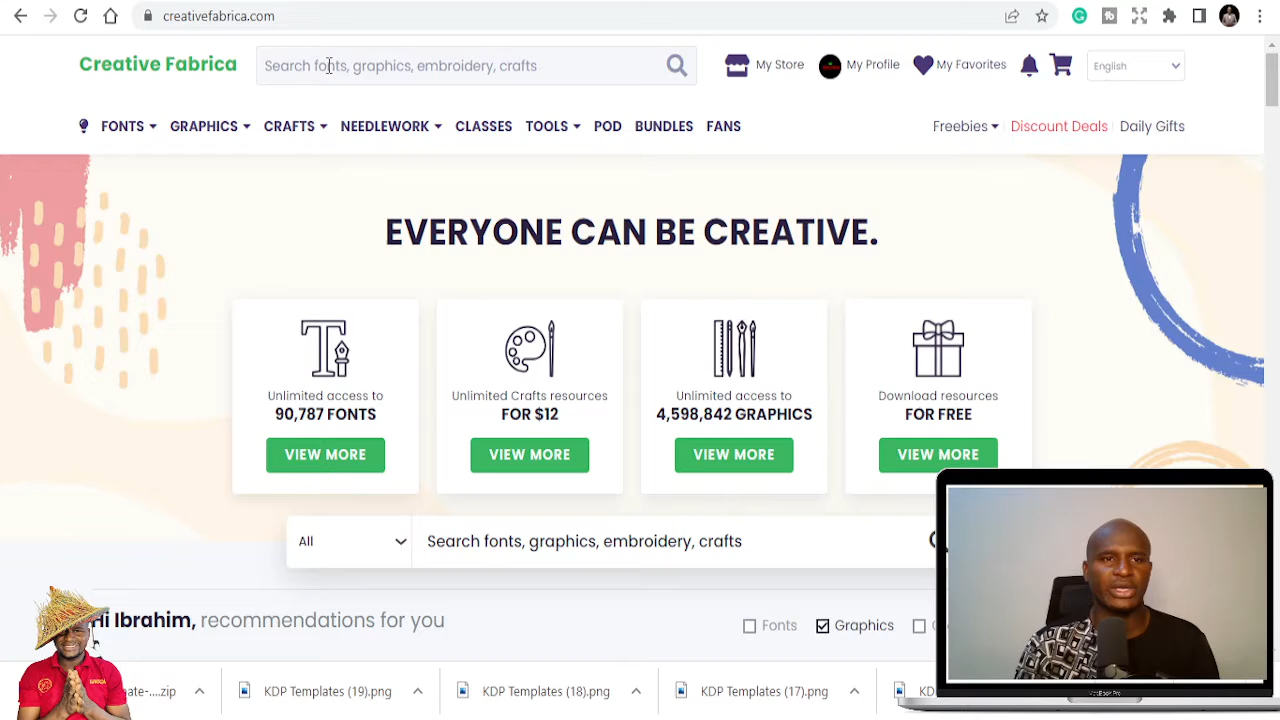 creativefabrica.com
Creative Fabrica
Search fonts, graphics, embroidery, crafts
My Store
My Profile
My Favorites
English
FONTS GRAPHICS CRAFTS NEEDLEWORK CLASSES TOOLS POD BUNDLES FANS
Freebies Discount Deals Daily Gifts
EVERYONE CAN BE CREATIVE.
Unlimited access to
90,787 FONTS
VIEW MORE
Unlimited Crafts resources
FOR $12
VIEW MORE
Unlimited access to
4,598,842 GRAPHICS
VIEW MORE
Download resources
FOR FREE
VIEW MORE
All
Search fonts, graphics, embroidery, crafts
Hi Ibrahim, recommendations for you
Fonts
Graphics
KDP Templates (19).png
KDP Templates (18).png
KDP Templates (17).png
MacBook Pro